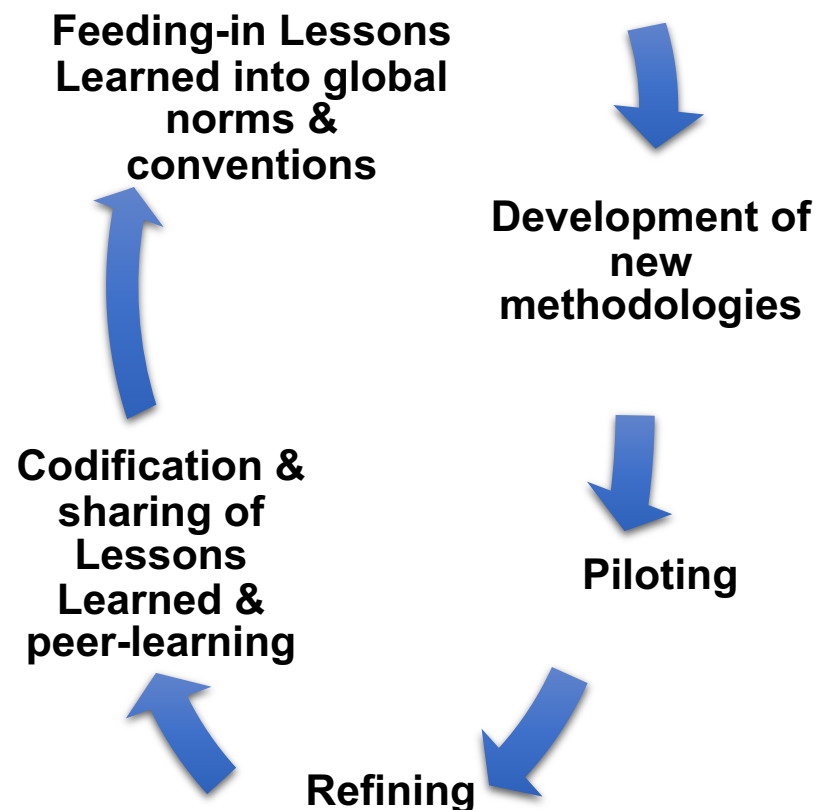 Feeding-in Lessons
Learned into global
norms &
conventions
Development of
new
methodologies
Piloting
Refining
Codification &
sharing of
Lessons
Learned &
peer-learning